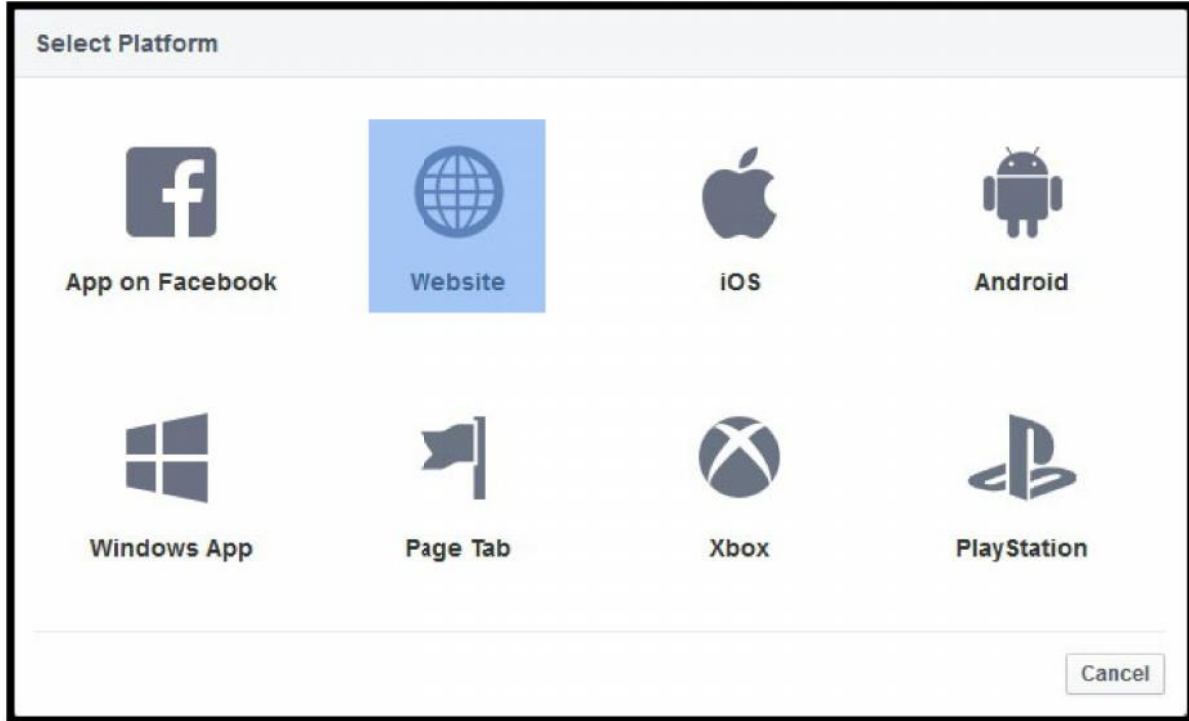 Select Platform
App on Facebook
Website
iOS
Android
Windows App
Page Tab
Xbox
PlayStation
Cancel